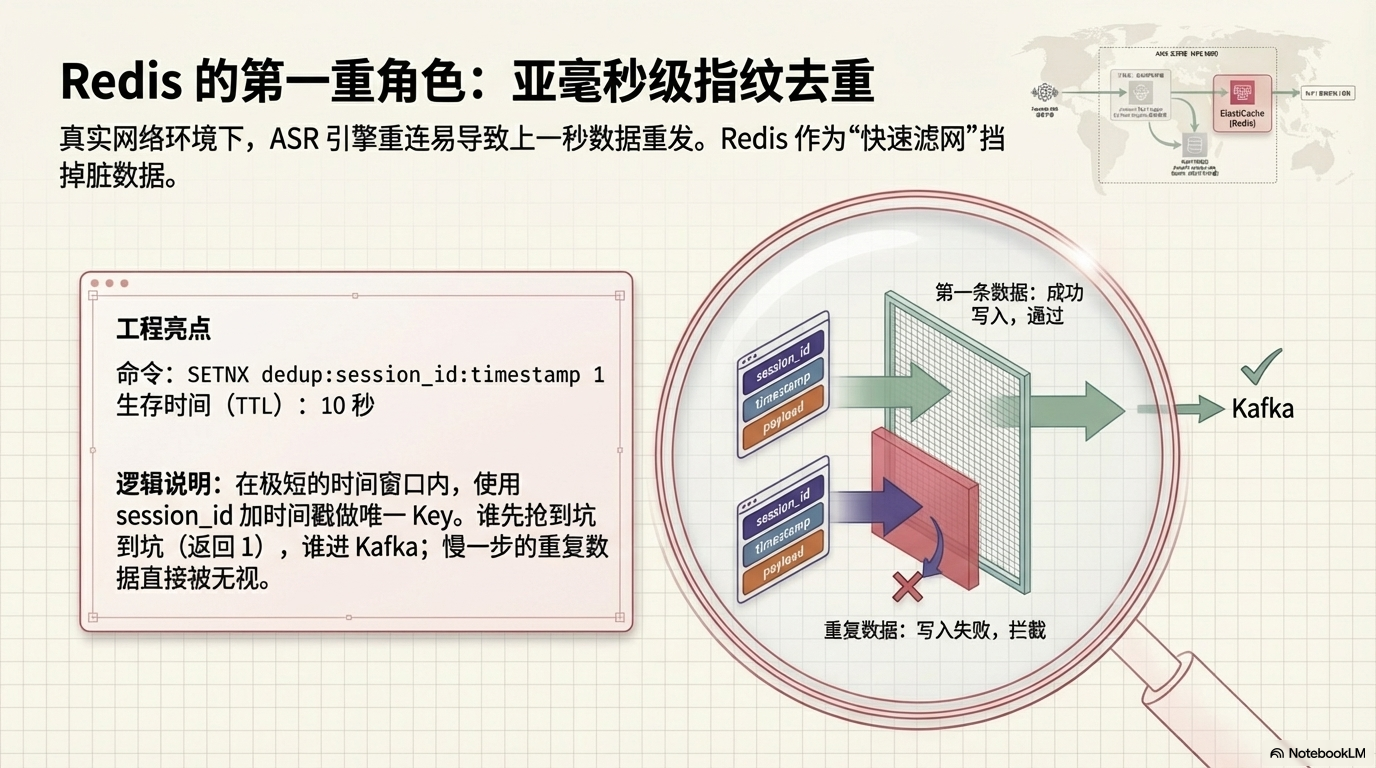 Redis 的第一重角色：亚毫秒级指纹去重
真实网络环境下，ASR 引擎重连易导致上一秒数据重发。Redis 作为“快速滤网”挡
掉脏数据。
ElastiCache
(Redis)
工程亮点
命令：SETNX dedup:session_id:timestamp 1
生存时间（TTL）：10 秒
逻辑说明：在极短的时间窗口内，使用
session_id 加时间戳做唯一 Key。谁先抢到坑
到坑（返回 1），谁进 Kafka；慢一步的重复数
据直接被无视。
第一条数据：成功
写入，通过
session_id
timestamp
payload
Kafka
session_id
timestamp
payload
重复数据：写入失败，拦截
NotebookLM